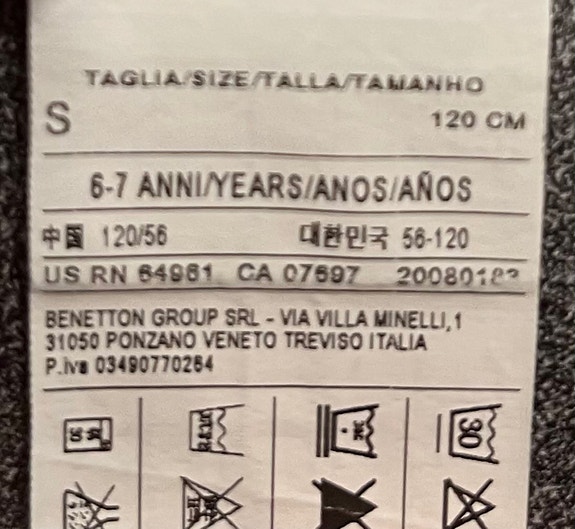 TAGLIA/SIZE/TALLA/TAMANHO
S 120 CM
6-7 ANNI/YEARS/ANOS/AÑOS
中国 120/56 대한민국 56-120
US RN 64961 CA 07697
BENETTON GROUP SRL - VIA VILLA MINELLI,1
31050 PONZANO VENETO TREVISO ITALIA
P.iva 03490770264
30